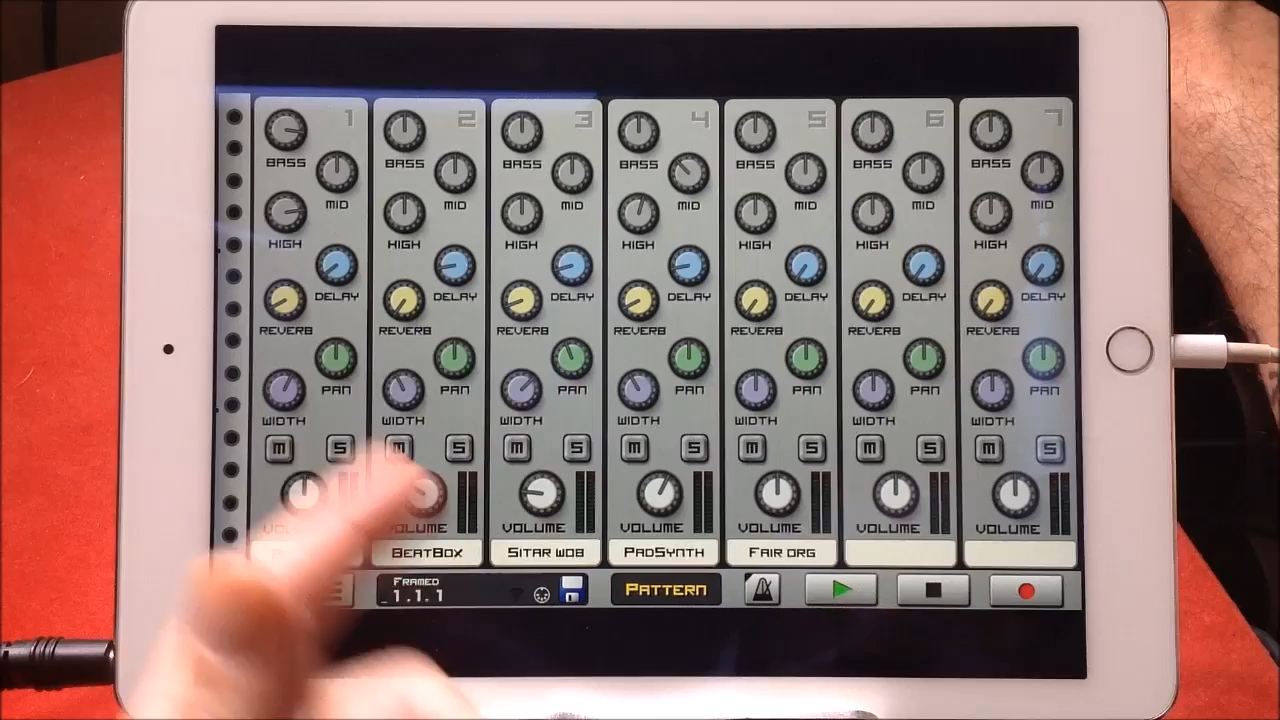 1 2 3 4 5 6 7
BASS BASS BASS BASS BASS BASS BASS
MID MID MID MID MID MID MID
HIGH HIGH HIGH HIGH HIGH HIGH HIGH
DELAY DELAY DELAY DELAY DELAY DELAY DELAY
REVERB REVERB REVERB REVERB REVERB REVERB REVERB
PAN PAN PAN PAN PAN PAN PAN
WIDTH WIDTH WIDTH WIDTH WIDTH WIDTH WIDTH
M S M S M S M S M S M S M S
VOLUME VOLUME VOLUME VOLUME VOLUME VOLUME
BEATBOX SITAR WOB PADSYNTH FAIR ORG
FRAMED
1.1.1
PATTERN